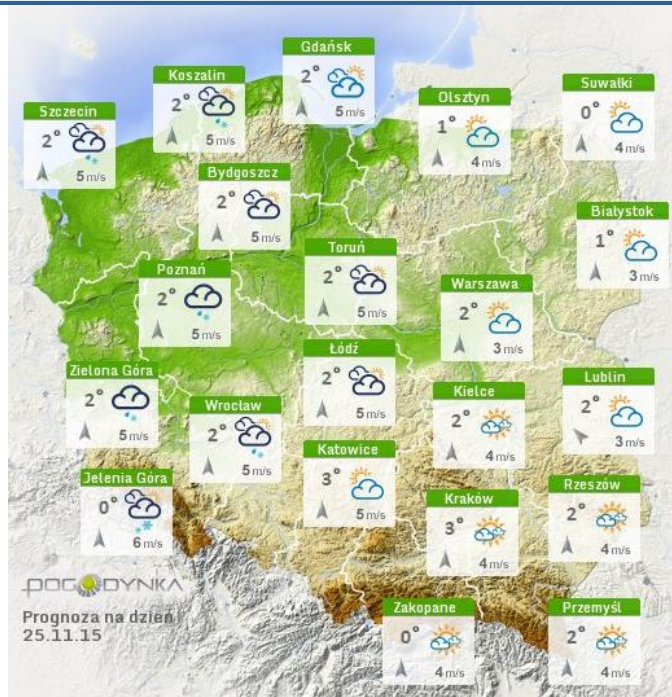 Gdańsk
2°
5 m/s
Koszalin
2°
5 m/s
Suwałki
0°
4 m/s
Olsztyn
1°
4 m/s
Szczecin
2°
5 m/s
Bydgoszcz
2°
5 m/s
Białystok
1°
3 m/s
Toruń
2°
5 m/s
Poznań
2°
5 m/s
Warszawa
2°
3 m/s
Łódź
2°
5 m/s
Zielona Góra
2°
5 m/s
Lublin
2°
3 m/s
Kielce
2°
4 m/s
Wrocław
2°
5 m/s
Katowice
3°
5 m/s
Jelenia Góra
0°
6 m/s
Rzeszów
2°
4 m/s
Kraków
3°
4 m/s
POGODYNKA
Prognoza na dzień
25.11.15
Zakopane
0°
4 m/s
Przemyśl
2°
4 m/s